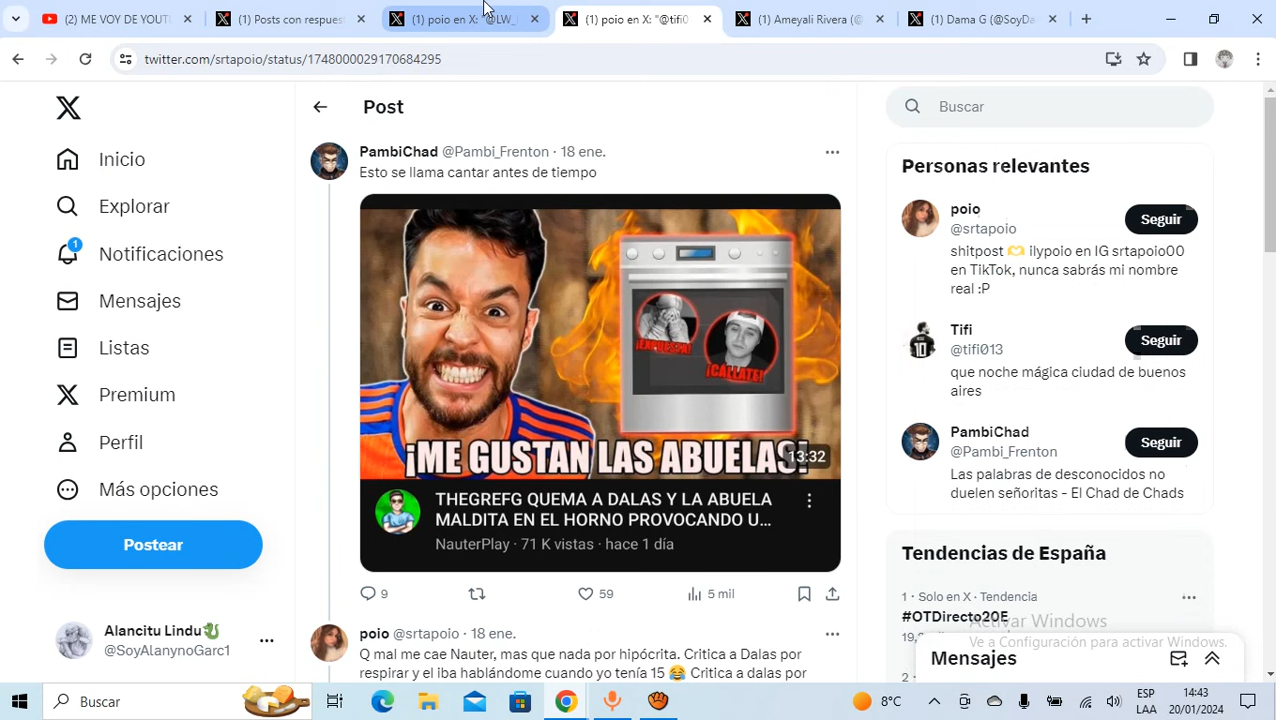 (2) ME VOY DE YOUT
(1) Posts con respues
(1) poio en X: "@LW_
(1) poio en X: "@tifi0
(1) Ameyali Rivera (@
(1) Dama G (@SoyDa
twitter.com/srtapoio/status/1748000029170684295
Post
Buscar
Inicio
Explorar
1
Notificaciones
Mensajes
Listas
Premium
Perfil
Más opciones
Postear
Alancitu Lindu
@SoyAlanynoGarc1
PambiChad @Pambi_Frenton · 18 ene.
Esto se llama cantar antes de tiempo
¡EXPUESTA!
¡CÁLLATE!
¡ME GUSTAN LAS ABUELAS!
13:32
THEGREFG QUEMA A DALAS Y LA ABUELA
MALDITA EN EL HORNO PROVOCANDO U...
NauterPlay · 71 K vistas · hace 1 día
9
59
5 mil
poio @srtapoio · 18 ene.
Q mal me cae Nauter, mas que nada por hipócrita. Critica a Dalas por
respirar y el iba hablándome cuando yo tenía 15 😂 Critica a dalas por
Personas relevantes
poio
@srtapoio
Seguir
shitpost 🫶 ilypoio en IG srtapoio00
en TikTok, nunca sabrás mi nombre
real :P
Tifi
@tifi013
Seguir
que noche mágica ciudad de buenos
aires
PambiChad
@Pambi_Frenton
Seguir
Las palabras de desconocidos no
duelen señoritas - El Chad de Chads
Tendencias de España
1 · Solo en X · Tendencia
#OTDirecto20E
Activar Windows
Ve a Configuración para activar Windows.
Mensajes
2 ·
Buscar
8°C
ESP
LAA
14:43
20/01/2024